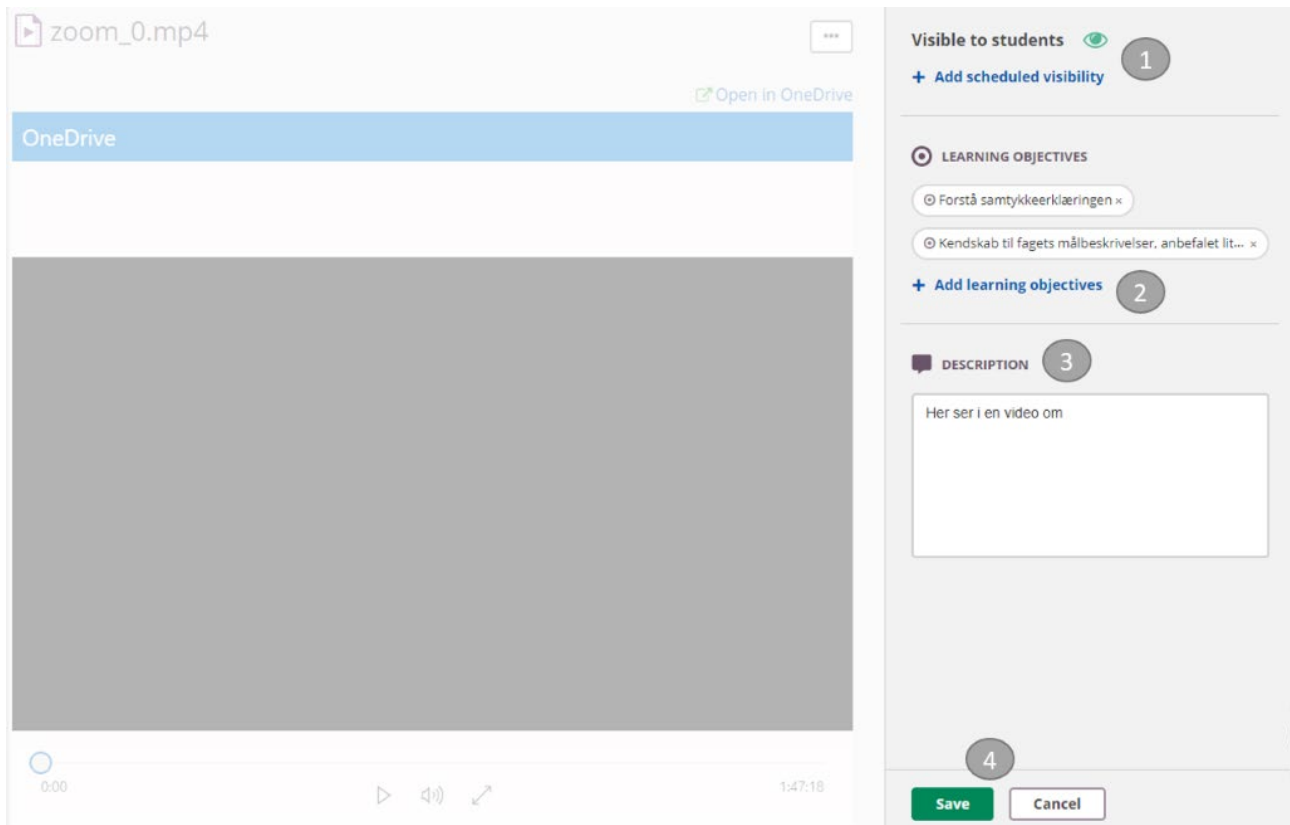 zoom_0.mp4
Open in OneDrive
OneDrive
0:00
1:47:18
Visible to students
1
+ Add scheduled visibility
LEARNING OBJECTIVES
Forstå samtykkeerklæringen ×
Kendskab til fagets målbeskrivelser, anbefalet lit... ×
+ Add learning objectives
2
DESCRIPTION
3
Her ser i en video om
4
Save
Cancel